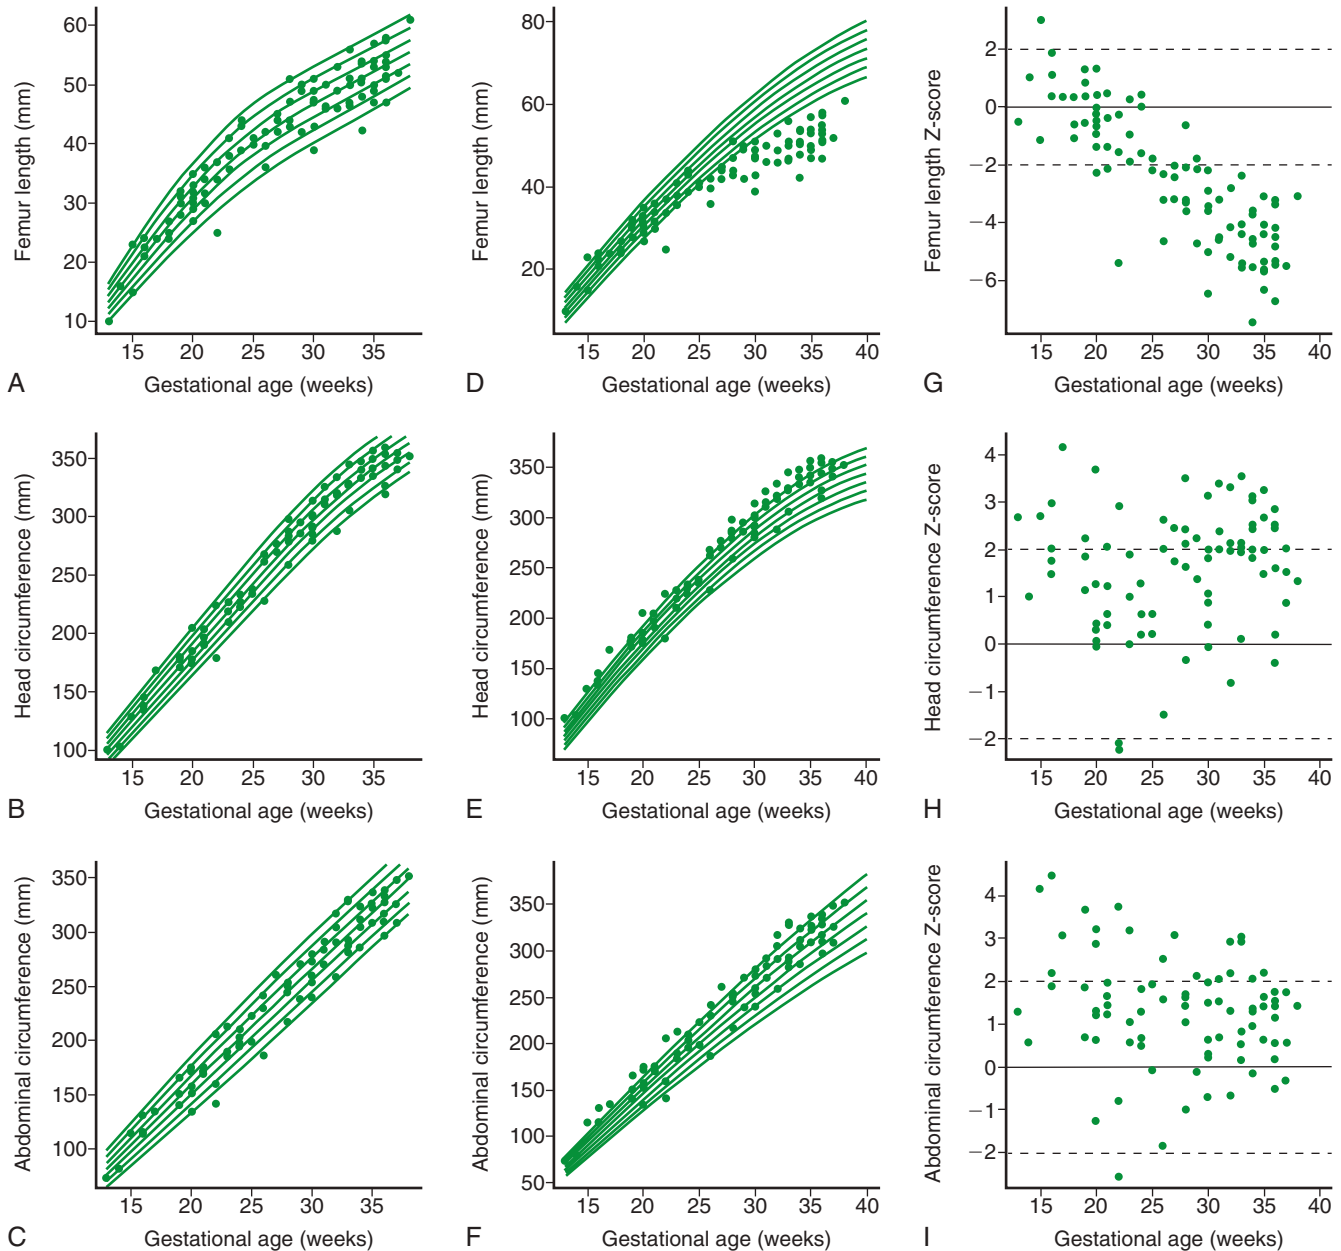 60
50
40
30
20
10
Femur length (mm)
15 20 25 30 35
Gestational age (weeks)
A
80
60
40
20
Femur length (mm)
15 20 25 30 35 40
Gestational age (weeks)
D
2
0
−2
−4
−6
Femur length Z-score
15 20 25 30 35 40
Gestational age (weeks)
G
350
300
250
200
150
100
Head circumference (mm)
15 20 25 30 35
Gestational age (weeks)
B
350
300
250
200
150
100
Head circumference (mm)
15 20 25 30 35 40
Gestational age (weeks)
E
4
3
2
1
0
−1
−2
Head circumference Z-score
15 20 25 30 35 40
Gestational age (weeks)
H
350
300
250
200
150
100
Abdominal circumference (mm)
15 20 25 30 35
Gestational age (weeks)
C
350
300
250
200
150
100
50
Abdominal circumference (mm)
15 20 25 30 35 40
Gestational age (weeks)
F
4
3
2
1
0
−1
−2
Abdominal circumference Z-score
15 20 25 30 35 40
Gestational age (weeks)
I